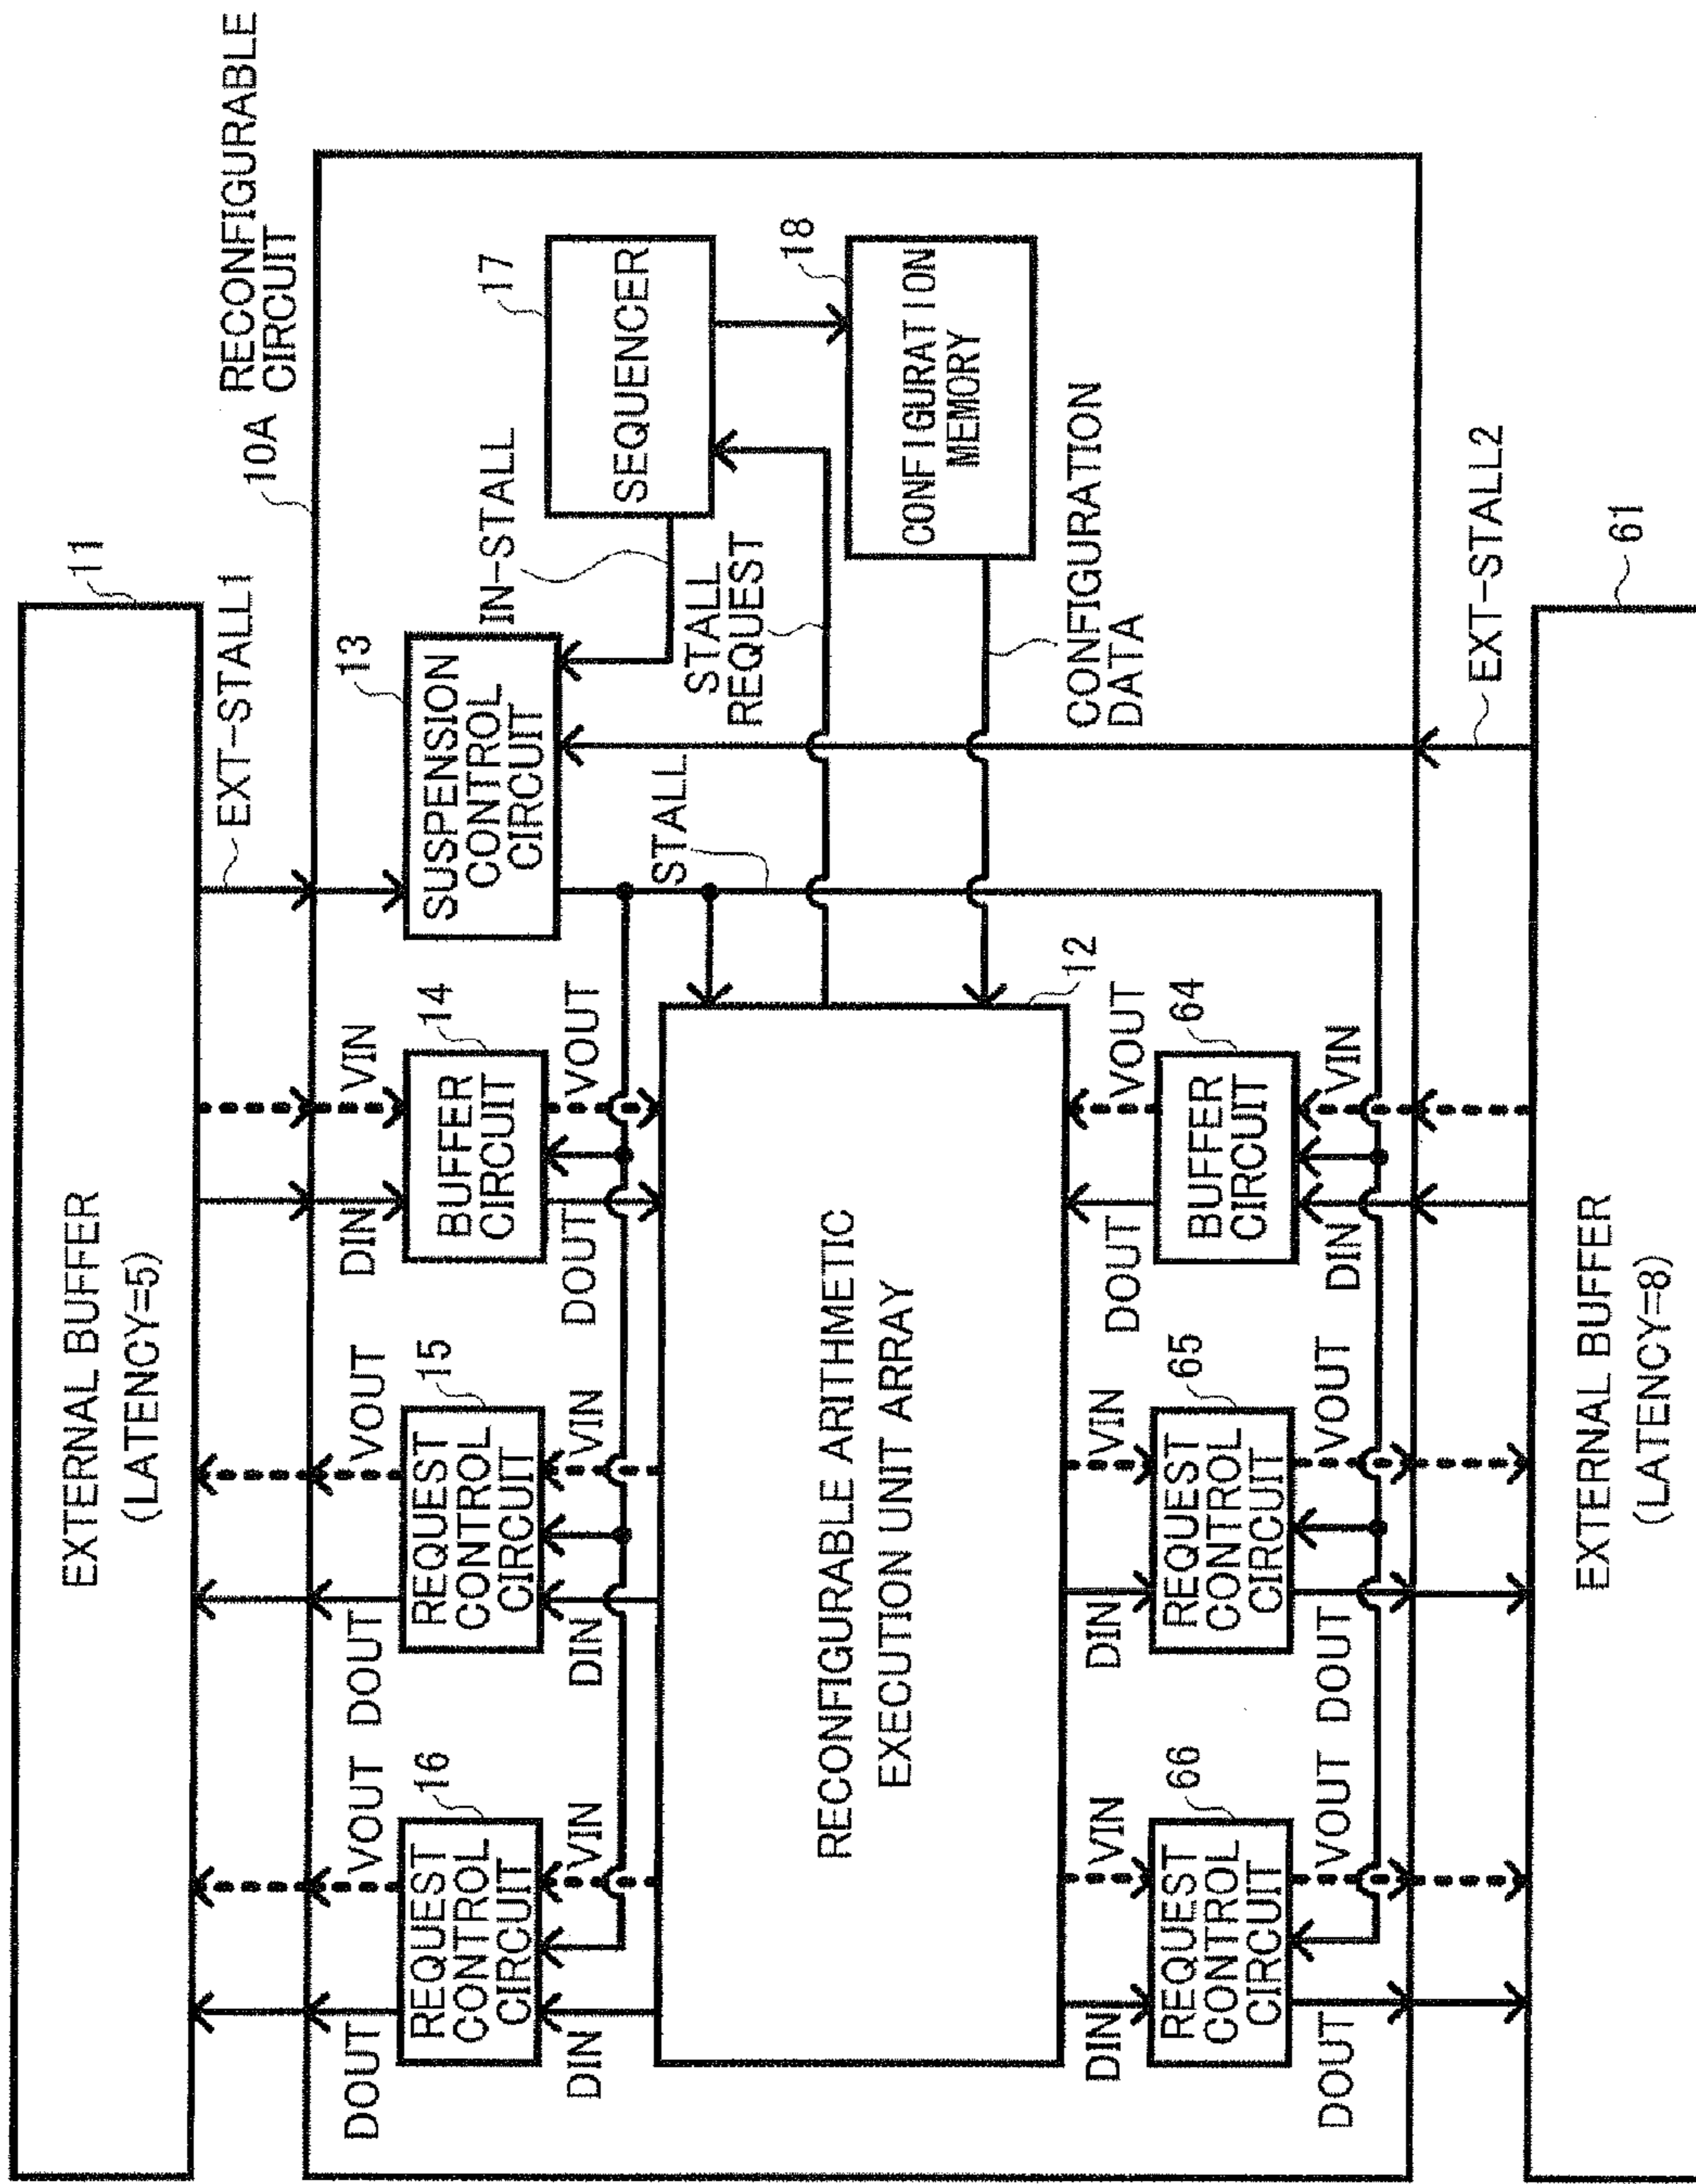 EXTERNAL BUFFER
(LATENCY=5)
11
EXT-STALL1
10A
RECONFIGURABLE
CIRCUIT
DOUT
VOUT
DOUT
VOUT
DIN
VIN
16
REQUEST
CONTROL
CIRCUIT
15
REQUEST
CONTROL
CIRCUIT
14
BUFFER
CIRCUIT
13
SUSPENSION
CONTROL
CIRCUIT
IN-STALL
17
SEQUENCER
DIN
VIN
DIN
VIN
DOUT
VOUT
STALL
STALL
REQUEST
18
CONFIGURATION
MEMORY
RECONFIGURABLE ARITHMETIC
EXECUTION UNIT ARRAY
12
CONFIGURATION
DATA
DIN
VIN
DIN
VIN
DOUT
VOUT
66
REQUEST
CONTROL
CIRCUIT
65
REQUEST
CONTROL
CIRCUIT
64
BUFFER
CIRCUIT
DOUT
VOUT
DOUT
VOUT
DIN
VIN
EXT-STALL2
61
EXTERNAL BUFFER
(LATENCY=8)